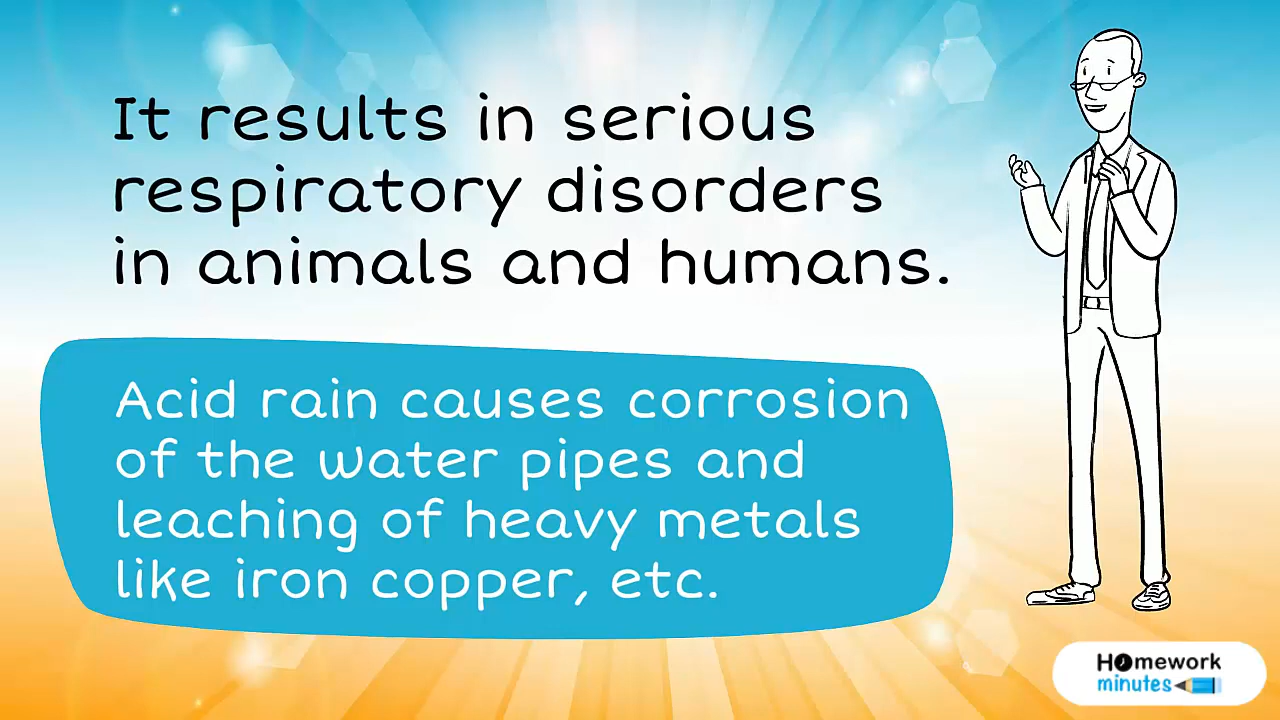 It results in serious
respiratory disorders
in animals and humans.
Acid rain causes corrosion
of the water pipes and
leaching of heavy metals
like iron copper, etc.
Homework
minutes